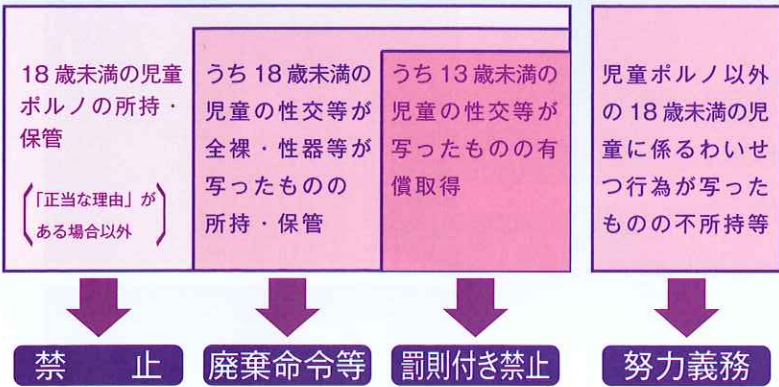 18歳未満の児童
ポルノの所持・
保管
（「正当な理由」が
ある場合以外）
うち18歳未満の
児童の性交等が
全裸・性器等が
写ったものの
所持・保管
うち13歳未満の
児童の性交等が
写ったものの有
償取得
児童ポルノ以外
の18歳未満の児
童に係るわいせ
つ行為が写った
ものの不所持等
禁　止
廃棄命令等
罰則付き禁止
努力義務